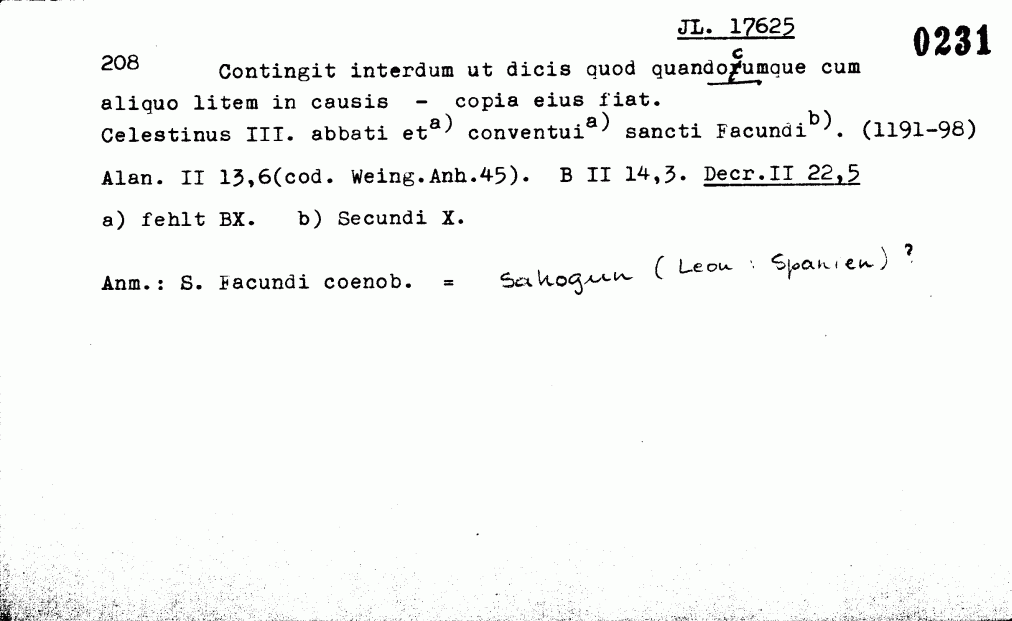 JL. 17625
0231
208 Contingit interdum ut dicis quod quandocumque cum
aliquo litem in causis - copia eius fiat.
Celestinus III. abbati et a) conventui a) sancti Facundi b). (1191-98)
Alan. II 13,6(cod. Weing.Anh.45). B II 14,3. Decr.II 22,5
a) fehlt BX. b) Secundi X.
Anm.: S. Facundi coenob. = Sahogun (Leon : Spanien) ?